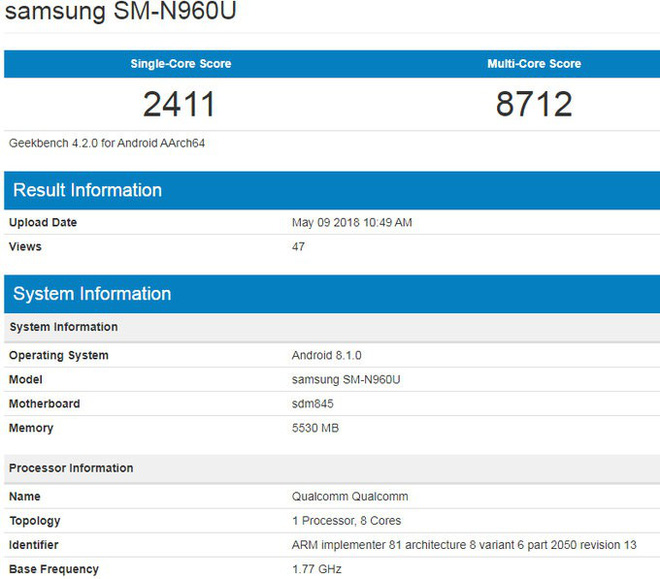 samsung SM-N960U
Single-Core Score Multi-Core Score
2411 8712
Geekbench 4.2.0 for Android AArch64
Result Information
Upload Date May 09 2018 10:49 AM
Views 47
System Information
System Information
Operating System Android 8.1.0
Model samsung SM-N960U
Motherboard sdm845
Memory 5530 MB
Processor Information
Name Qualcomm Qualcomm
Topology 1 Processor, 8 Cores
Identifier ARM implementer 81 architecture 8 variant 6 part 2050 revision 13
Base Frequency 1.77 GHz